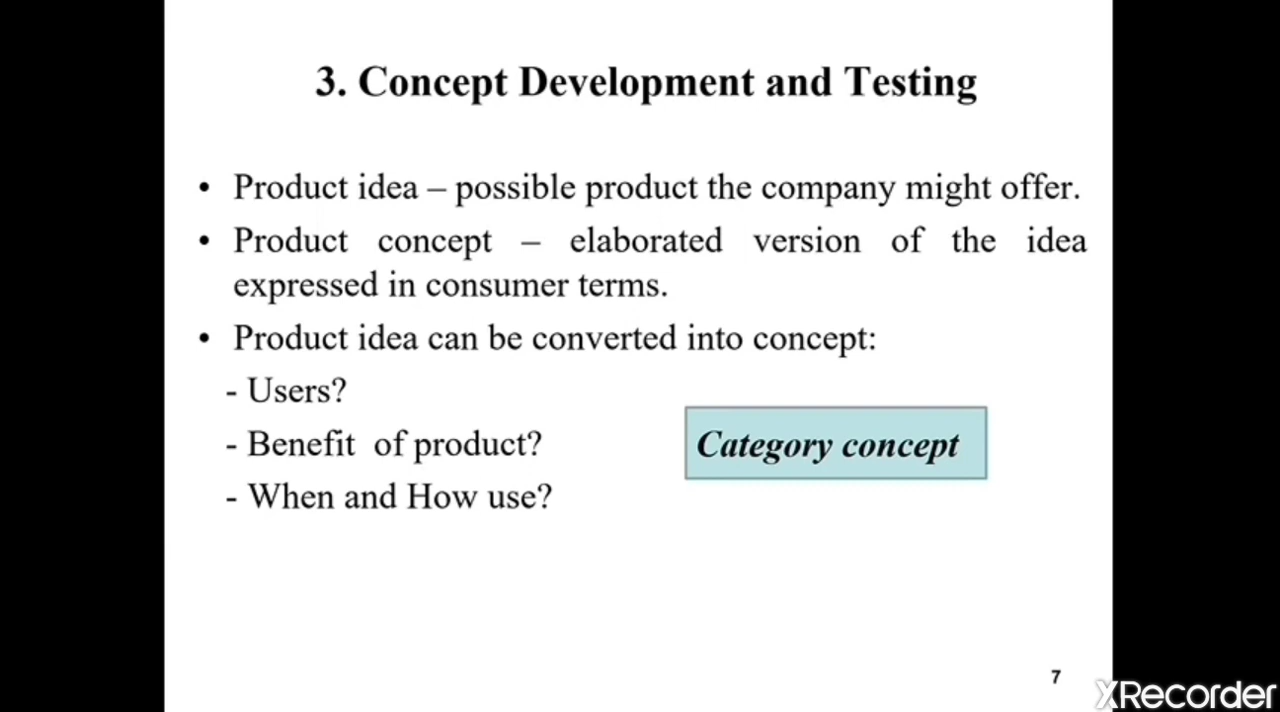 3. Concept Development and Testing
• Product idea – possible product the company might offer.
• Product concept – elaborated version of the idea
expressed in consumer terms.
• Product idea can be converted into concept:
- Users?
- Benefit of product?
Category concept
- When and How use?
7
XRecorder